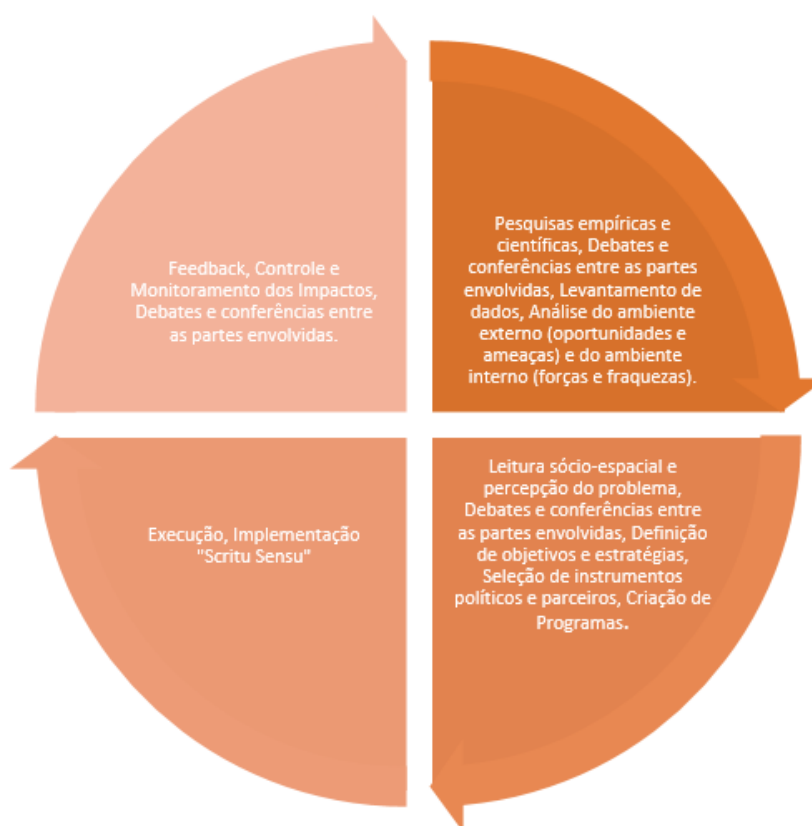 Feedback, Controle e
Monitoramento dos Impactos,
Debates e conferências entre
as partes envolvidas.
Pesquisas empíricas e
científicas, Debates e
conferências entre as partes
envolvidas, Levantamento de
dados, Análise do ambiente
externo (oportunidades e
ameaças) e do ambiente
interno (forças e fraquezas).
Execução, Implementação
"Scritu Sensu"
Leitura sócio-espacial e
percepção do problema,
Debates e conferências entre
as partes envolvidas, Definição
de objetivos e estratégias,
Seleção de instrumentos
políticos e parceiros, Criação de
Programas.